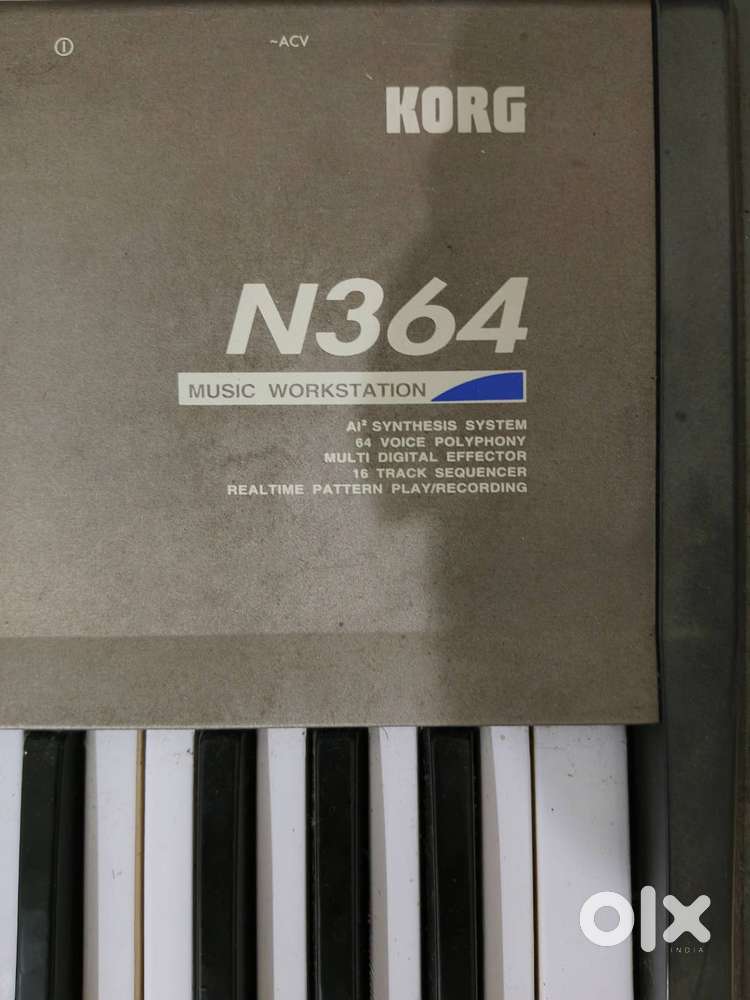 ~ACV
KORG
N364
MUSIC WORKSTATION
AI² SYNTHESIS SYSTEM
64 VOICE POLYPHONY
MULTI DIGITAL EFFECTOR
16 TRACK SEQUENCER
REALTIME PATTERN PLAY/RECORDING
olx
INDIA